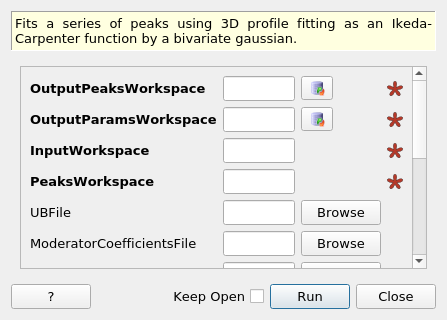 Fits a series of peaks using 3D profile fitting as an Ikeda-
Carpenter function by a bivariate gaussian.
OutputPeaksWorkspace
OutputParamsWorkspace
InputWorkspace
PeaksWorkspace
UBFile Browse
ModeratorCoefficientsFile Browse
? Keep Open Run Close